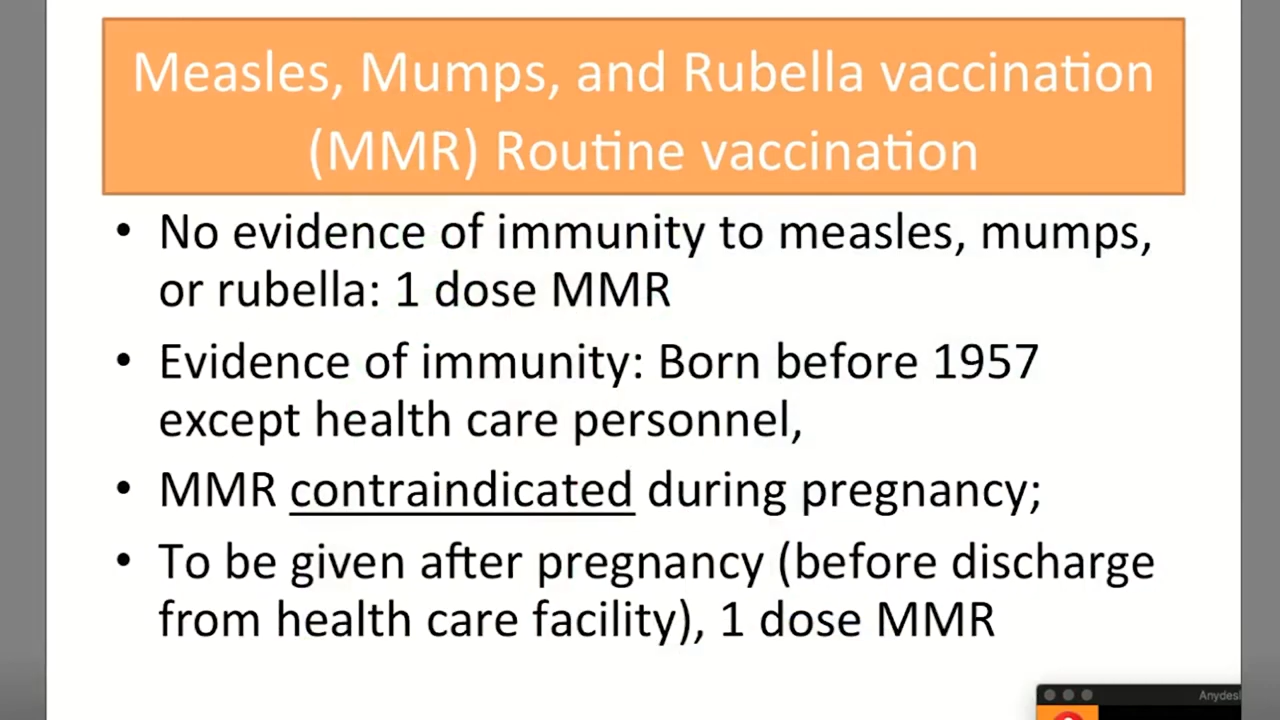 Measles, Mumps, and Rubella vaccination
(MMR) Routine vaccination
• No evidence of immunity to measles, mumps,
or rubella: 1 dose MMR
• Evidence of immunity: Born before 1957
except health care personnel,
• MMR contraindicated during pregnancy;
• To be given after pregnancy (before discharge
from health care facility), 1 dose MMR